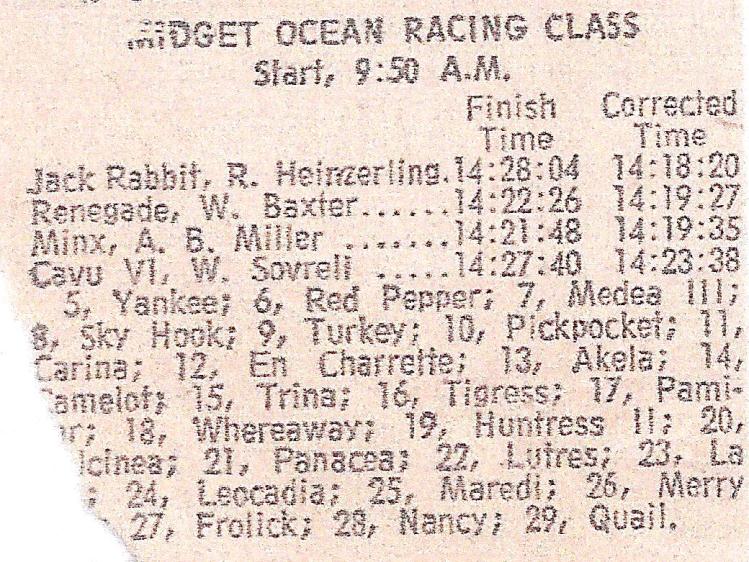 MIDGET OCEAN RACING CLASS
Start, 9:50 A.M.
Finish Corrected
Time Time
Jack Rabbit, R. Heinzerling.14:28:04 14:18:20
Renegade, W. Baxter......14:22:26 14:19:27
Minx, A. B. Miller .......14:21:48 14:19:35
Cavu VI, W. Sovrell .....14:27:40 14:23:38
5, Yankee; 6, Red Pepper; 7, Medea III;
8, Sky Hook; 9, Turkey; 10, Pickpocket; 11,
Carina; 12, En Charrette; 13, Akela; 14,
Camelot; 15, Trina; 16, Tigress; 17, Pami-
; 18, Whereaway; 19, Huntress II; 20,
lcinea; 21, Panacea; 22, Lutres; 23, La
; 24, Leocadia; 25, Maredi; 26, Merry
27, Frolick; 28, Nancy; 29, Quail.